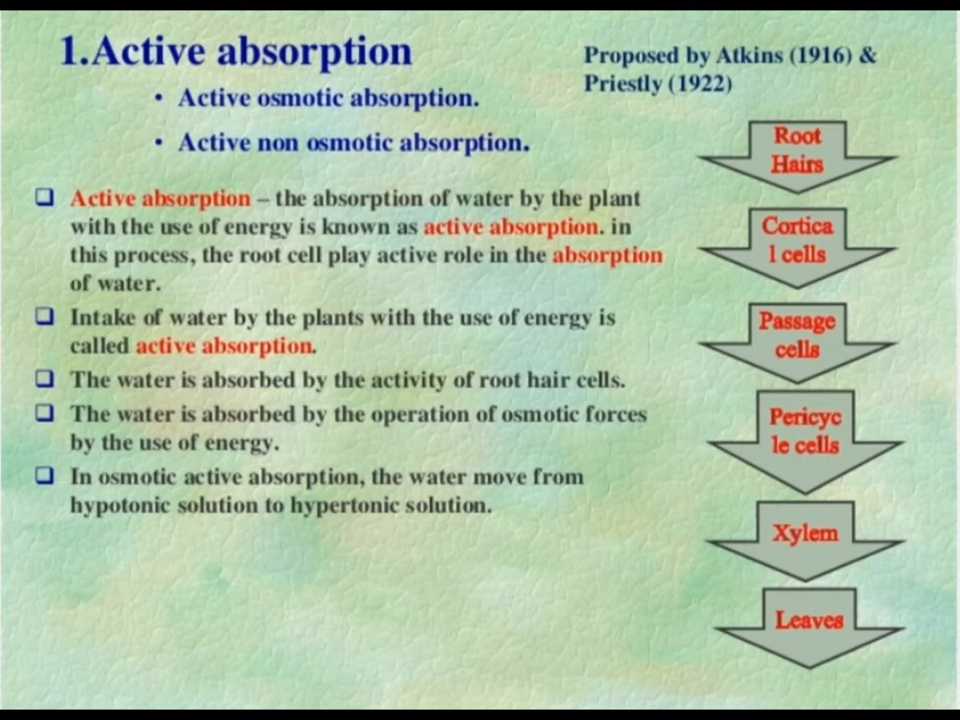 1.Active absorption
Proposed by Atkins (1916) &
Priestly (1922)
• Active osmotic absorption.
• Active non osmotic absorption.
❑ Active absorption – the absorption of water by the plant
with the use of energy is known as active absorption. in
this process, the root cell play active role in the absorption
of water.
❑ Intake of water by the plants with the use of energy is
called active absorption.
❑ The water is absorbed by the activity of root hair cells.
❑ The water is absorbed by the operation of osmotic forces
by the use of energy.
❑ In osmotic active absorption, the water move from
hypotonic solution to hypertonic solution.
Root
Hairs
Cortica
l cells
Passage
cells
Pericyc
le cells
Xylem
Leaves